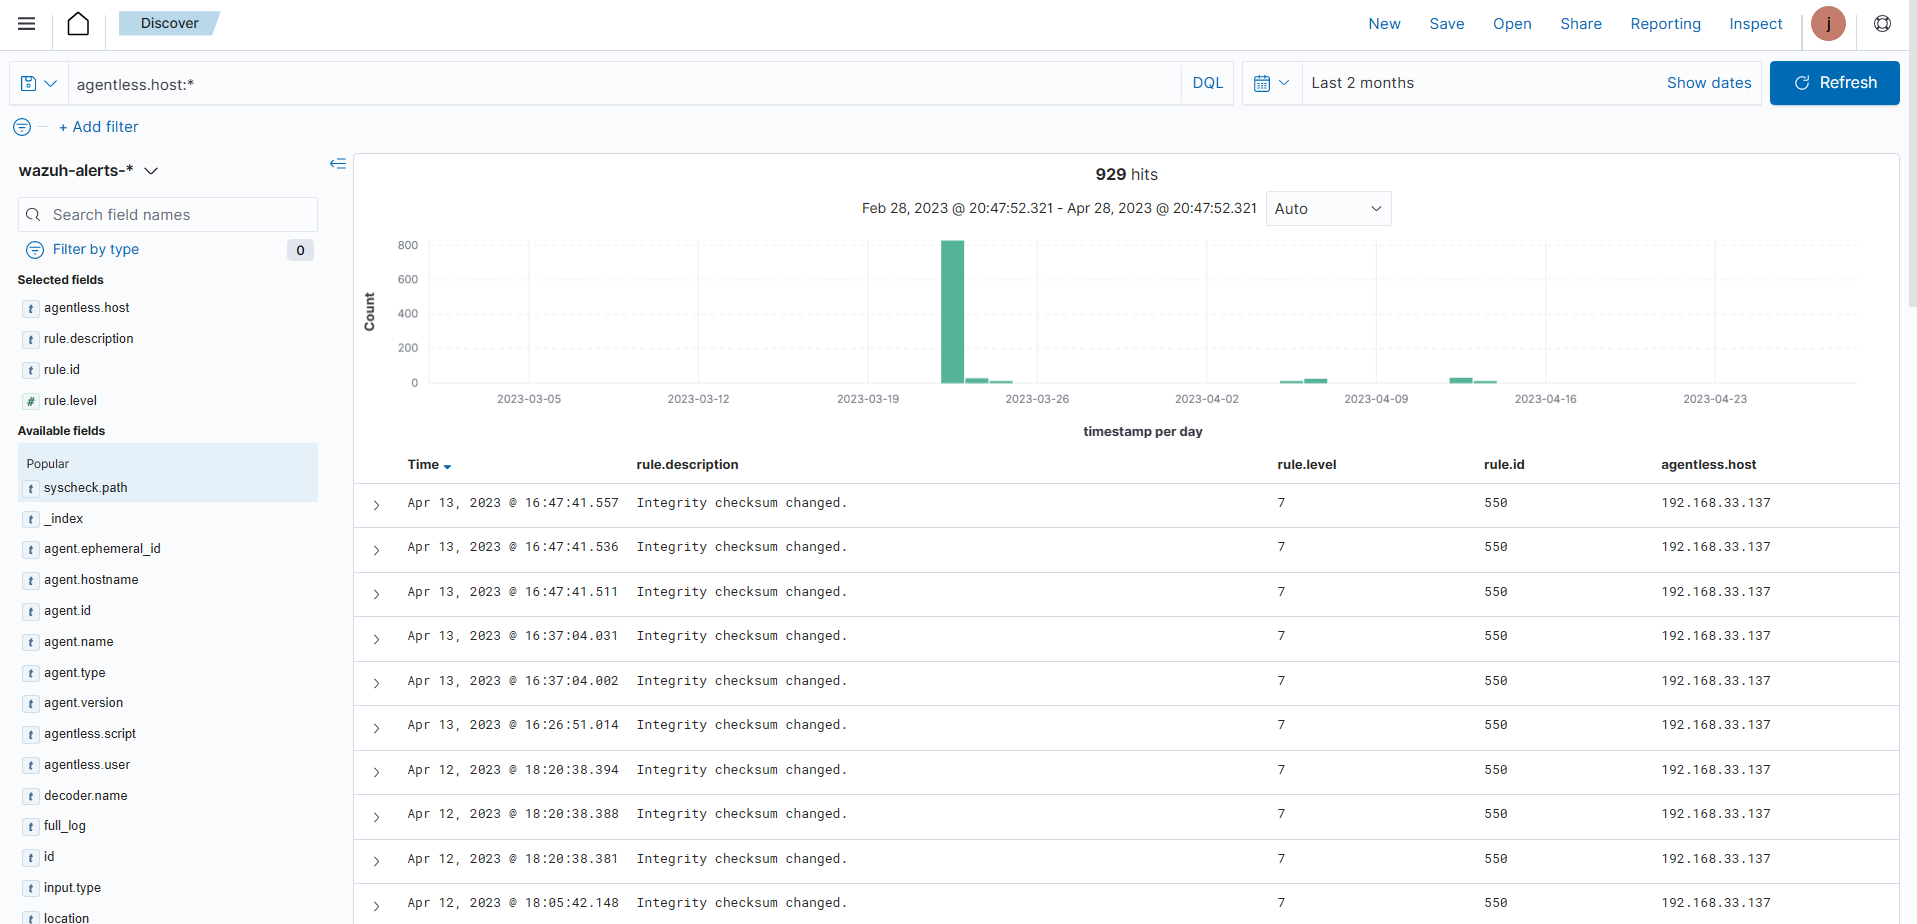 Discover New Save Open Share Reporting Inspect j
agentless.host:* DQL Last 2 months Show dates Refresh
+ Add filter
wazuh-alerts-*
Search field names
Filter by type 0
Selected fields
t agentless.host
t rule.description
t rule.id
# rule.level
Available fields
Popular
t syscheck.path
t _index
t agent.ephemeral_id
t agent.hostname
t agent.id
t agent.name
t agent.type
t agent.version
t agentless.script
t agentless.user
t decoder.name
t full_log
t id
t input.type
t location
929 hits
Feb 28, 2023 @ 20:47:52.321 - Apr 28, 2023 @ 20:47:52.321 Auto
Count
800
600
400
200
0
2023-03-05 2023-03-12 2023-03-19 2023-03-26 2023-04-02 2023-04-09 2023-04-16 2023-04-23
timestamp per day
Time rule.description rule.level rule.id agentless.host
Apr 13, 2023 @ 16:47:41.557 Integrity checksum changed. 7 550 192.168.33.137
Apr 13, 2023 @ 16:47:41.536 Integrity checksum changed. 7 550 192.168.33.137
Apr 13, 2023 @ 16:47:41.511 Integrity checksum changed. 7 550 192.168.33.137
Apr 13, 2023 @ 16:37:04.031 Integrity checksum changed. 7 550 192.168.33.137
Apr 13, 2023 @ 16:37:04.002 Integrity checksum changed. 7 550 192.168.33.137
Apr 13, 2023 @ 16:26:51.014 Integrity checksum changed. 7 550 192.168.33.137
Apr 12, 2023 @ 18:20:38.394 Integrity checksum changed. 7 550 192.168.33.137
Apr 12, 2023 @ 18:20:38.388 Integrity checksum changed. 7 550 192.168.33.137
Apr 12, 2023 @ 18:20:38.381 Integrity checksum changed. 7 550 192.168.33.137
Apr 12, 2023 @ 18:05:42.148 Integrity checksum changed. 7 550 192.168.33.137